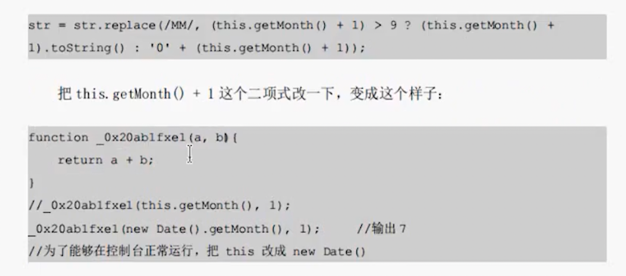 str = str.replace(/MM/, (this.getMonth() + 1) > 9 ? (this.getMonth() +
1).toString() : '0' + (this.getMonth() + 1));
把 this.getMonth() + 1 这个二项式改一下，变成这个样子：
function _0x20ab1fxe1(a, b){
return a + b;
}
//_0x20ab1fxe1(this.getMonth(), 1);
_0x20ab1fxe1(new Date().getMonth(), 1); //输出 7
//为了能够在控制台正常运行，把 this 改成 new Date()